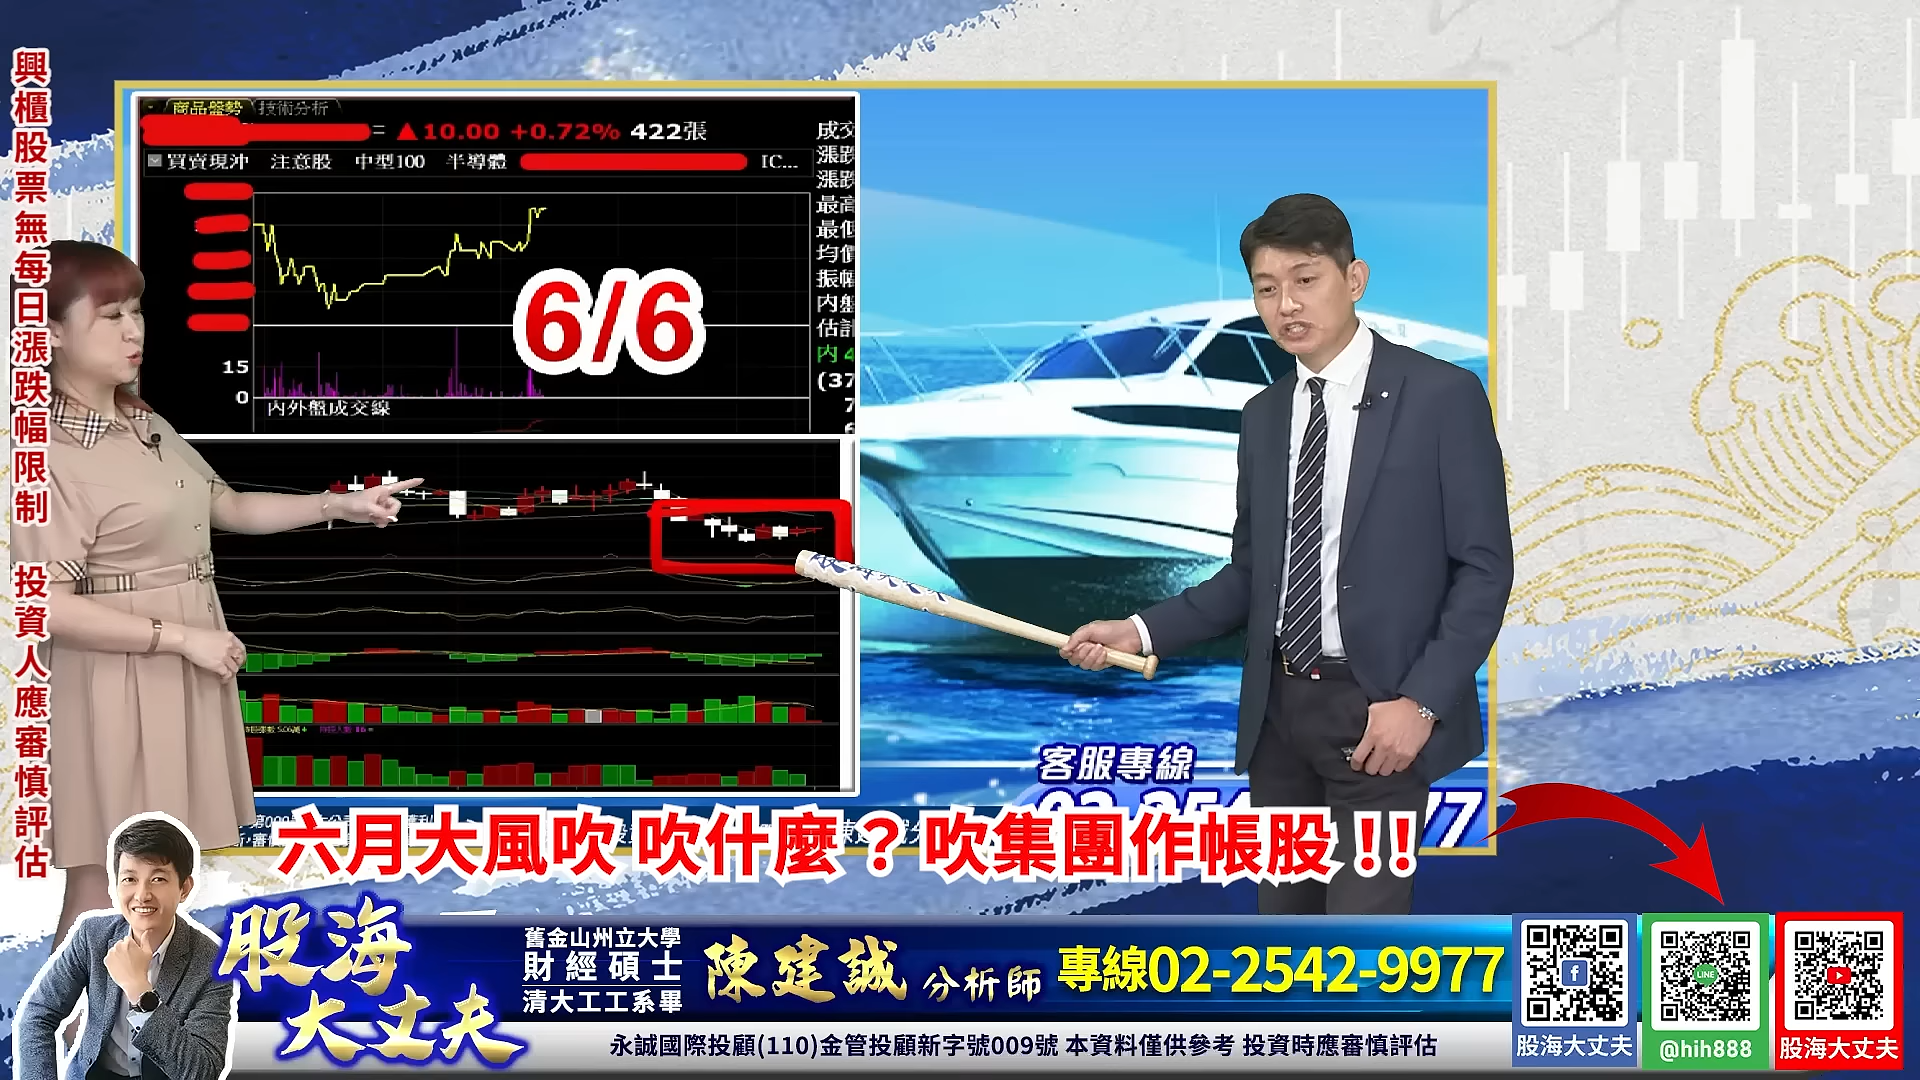 興櫃股票無每日漲跌幅限制 投資人應審慎評估
商品盤勢 技術分析
= ▲10.00 +0.72% 422張
買賣現沖 注意股 中型100 半導體 IC...
成交
漲跌
漲跌
最高
最低
均價
振幅
內盤
估計
內 4
(37
7
6
15
0
內外盤成交線
6/6
客服專線
六月大風吹 吹什麼？吹集團作帳股！！
股海大丈夫
舊金山州立大學
財經碩士
清大工工系畢
陳建誠 分析師
專線02-2542-9977
永誠國際投顧(110)金管投顧新字號009號 本資料僅供參考 投資時應審慎評估
股海大丈夫
LINE
@hih888
股海大丈夫